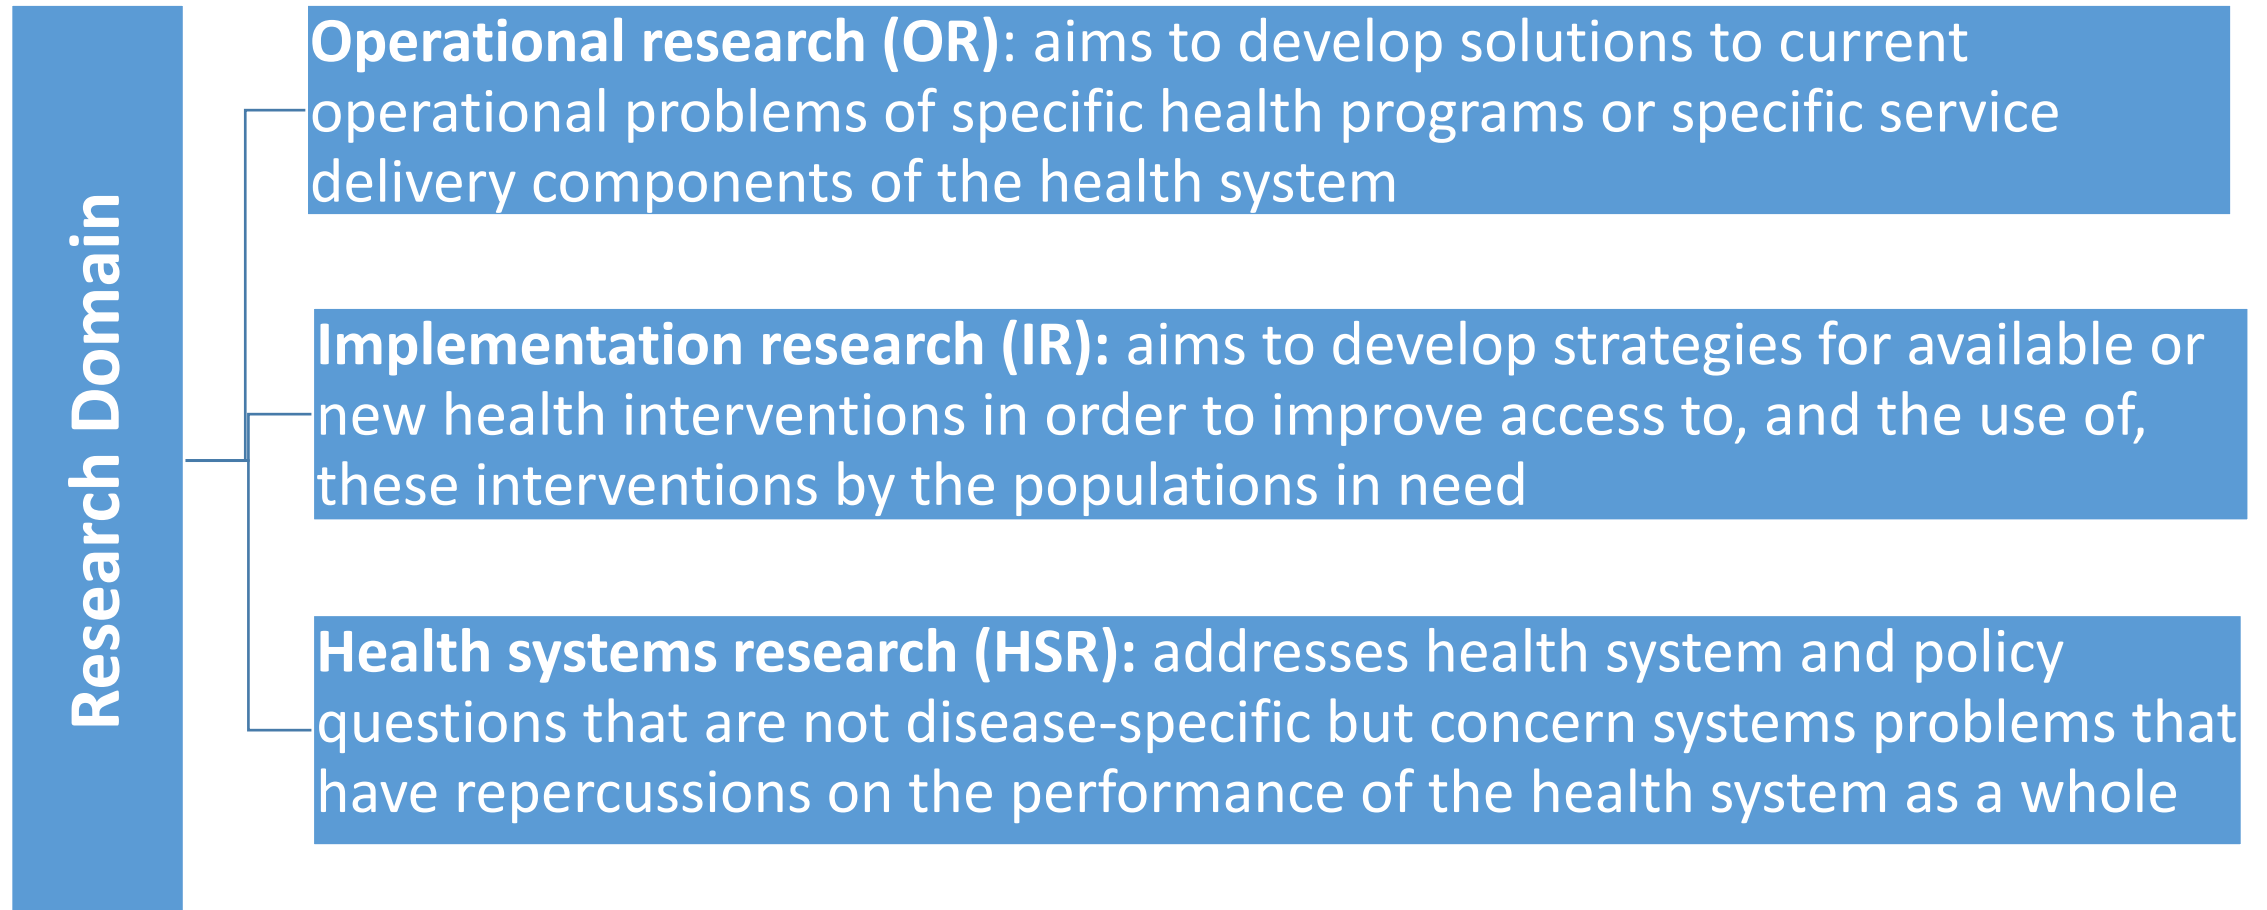 Research Domain
Operational research (OR): aims to develop solutions to current
operational problems of specific health programs or specific service
delivery components of the health system
Implementation research (IR): aims to develop strategies for available or
new health interventions in order to improve access to, and the use of,
these interventions by the populations in need
Health systems research (HSR): addresses health system and policy
questions that are not disease-specific but concern systems problems that
have repercussions on the performance of the health system as a whole